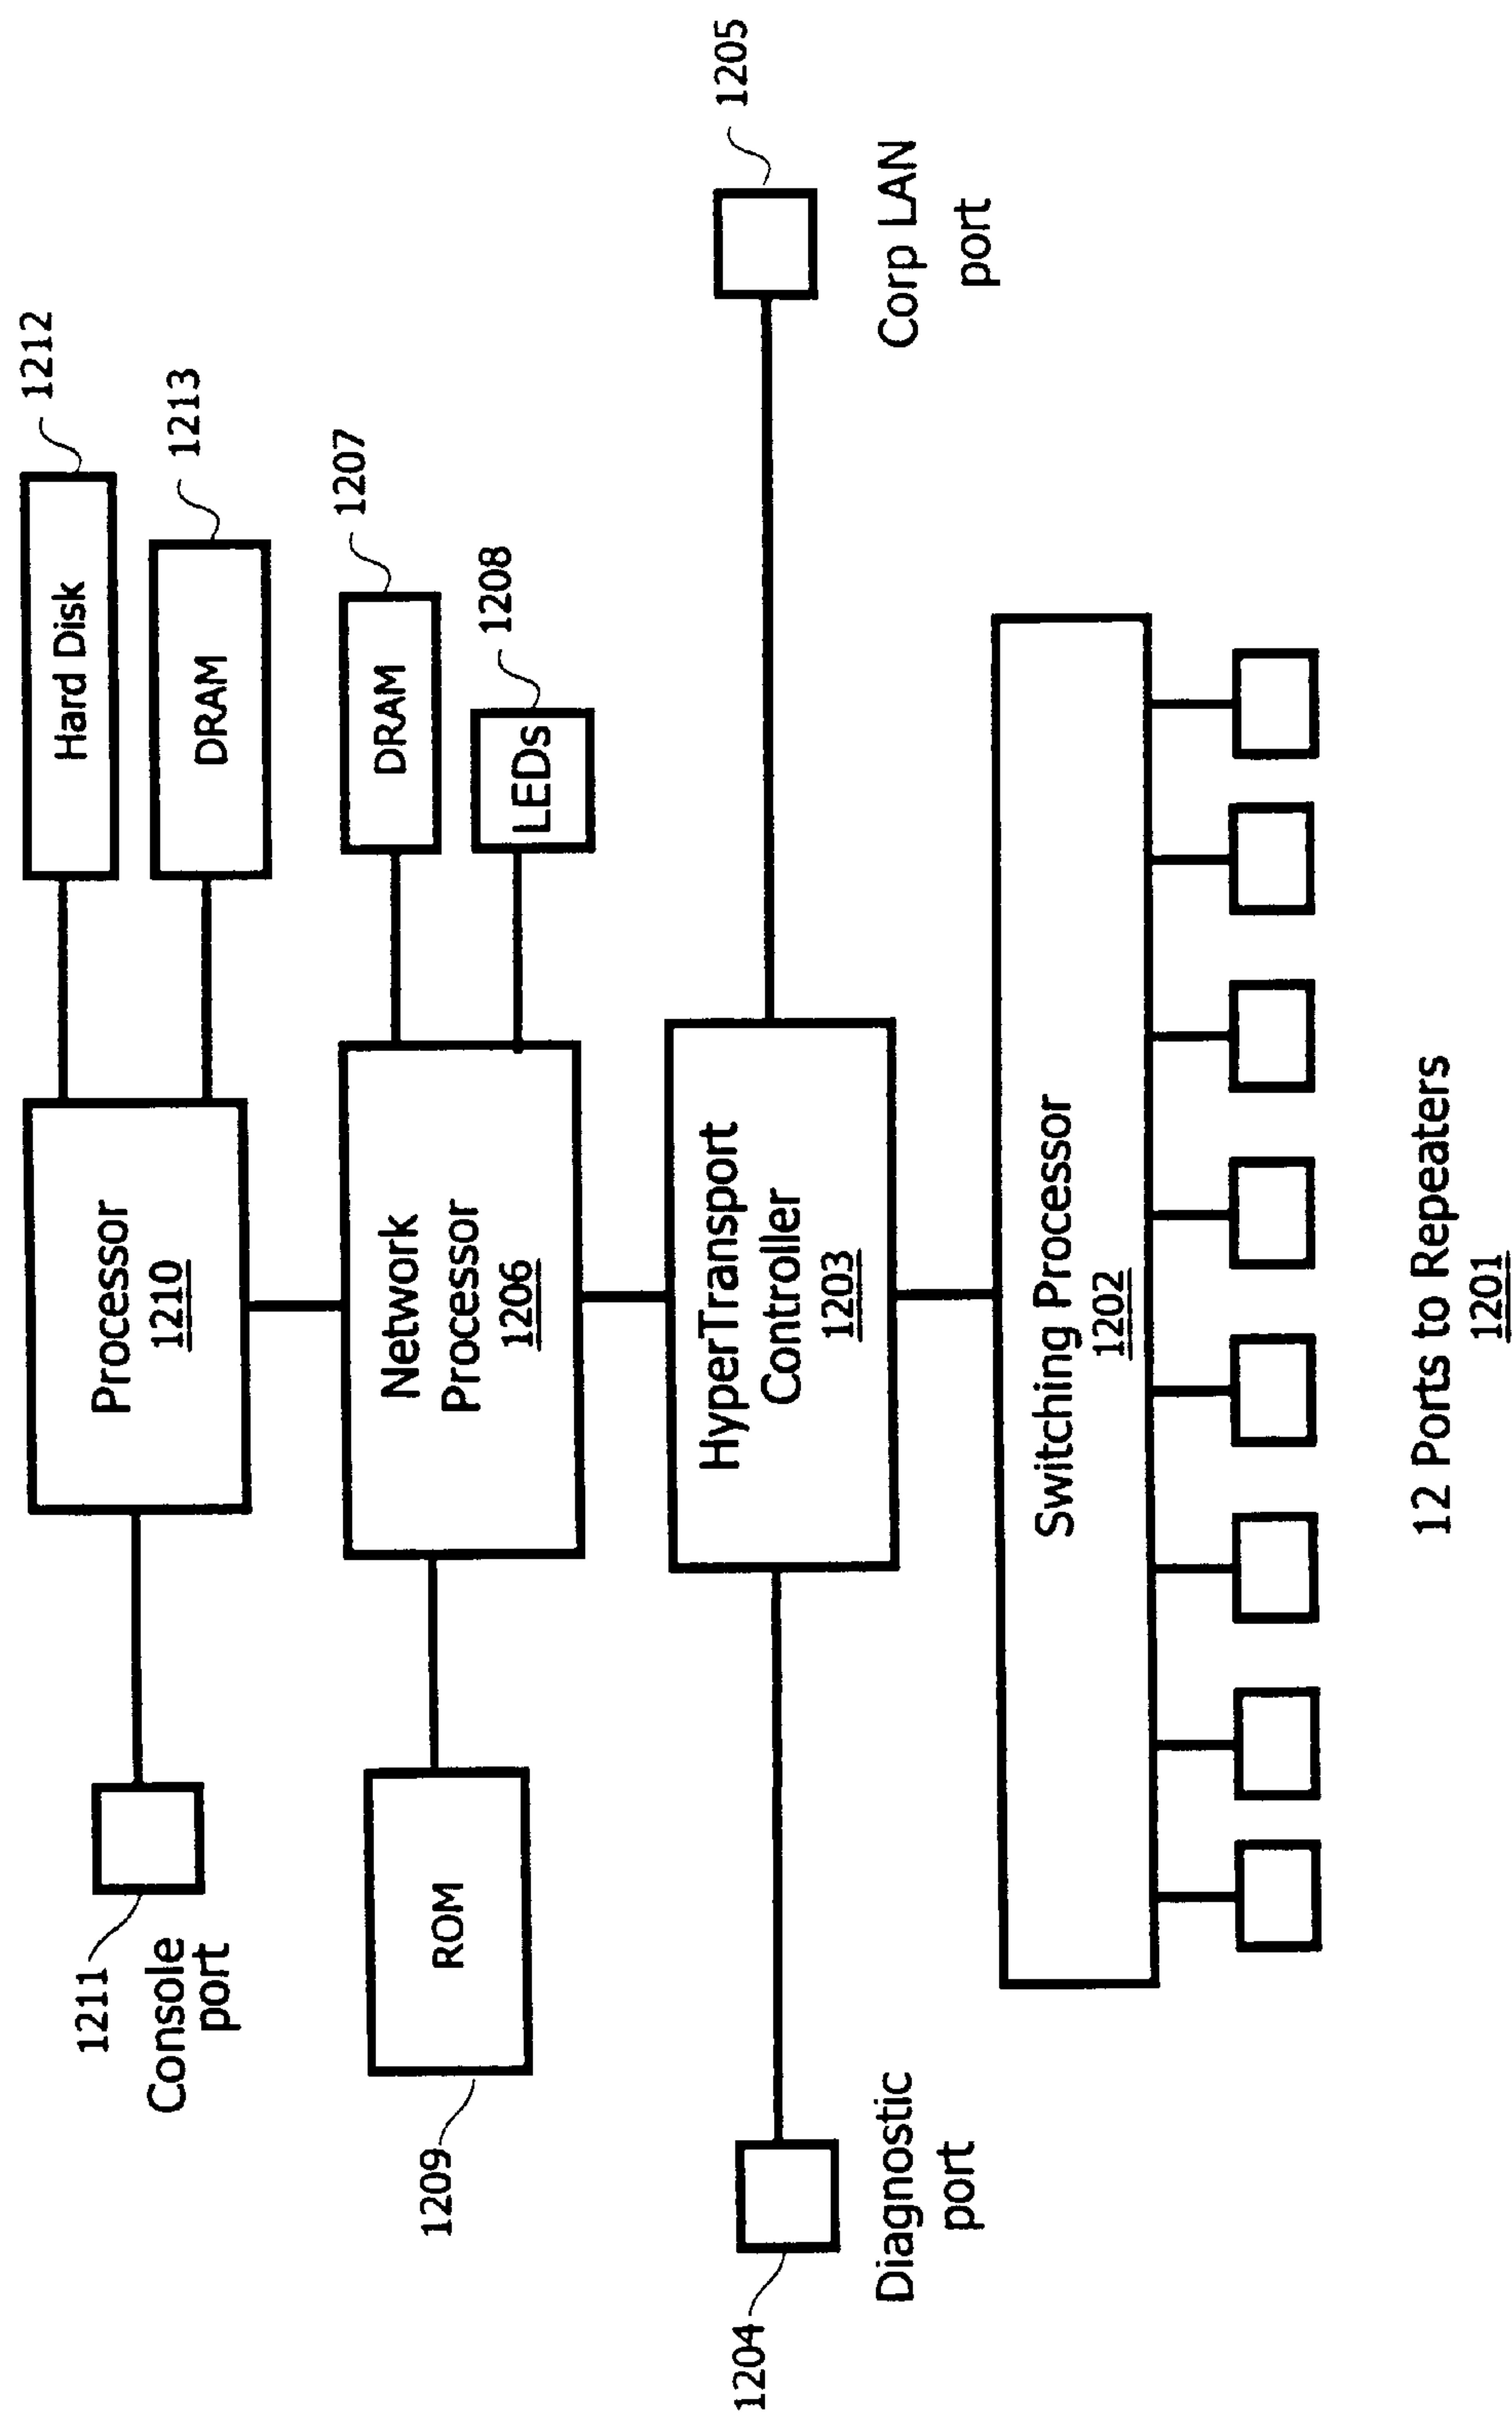 1212
Hard Disk
1213
DRAM
Processor
1210
1211
Console
port
1207
DRAM
1208
LEDs
Network
Processor
1206
ROM
1209
1205
Corp LAN
port
HyperTransport
Controller
1203
1204
Diagnostic
port
Switching Processor
1202
12 Ports to Repeaters
1201